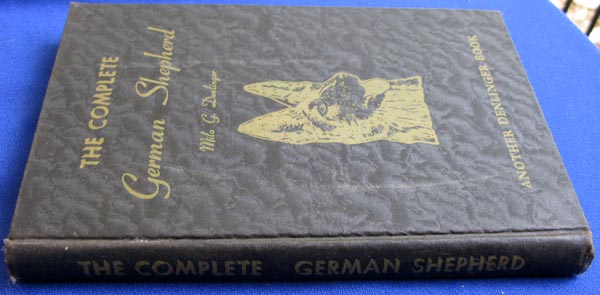 THE COMPLETE
German Shepherd
Milo G. Denlinger
ANOTHER DENLINGER BOOK
THE COMPLETE GERMAN SHEPHERD